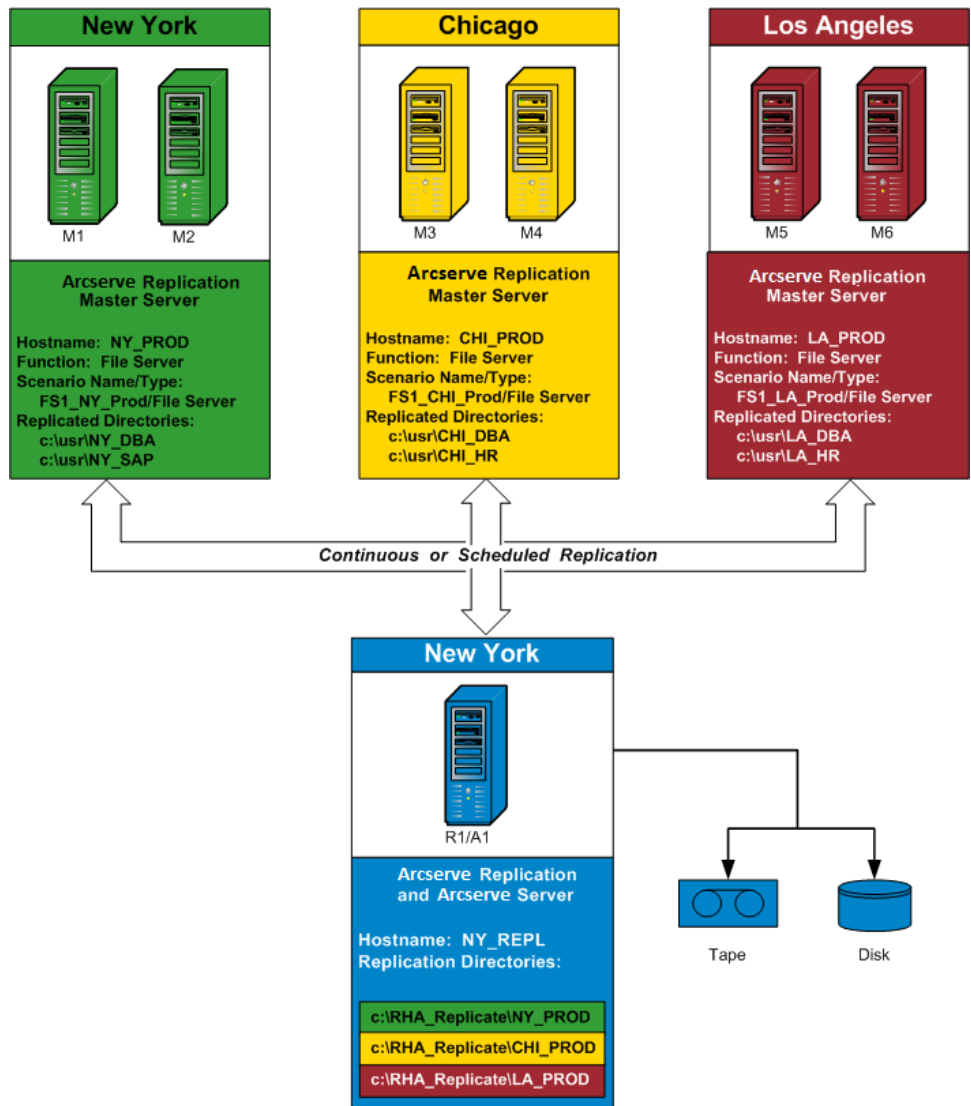 New York
M1
M2
Arcserve Replication
Master Server
Hostname: NY_PROD
Function: File Server
Scenario Name/Type:
FS1_NY_Prod/File Server
Replicated Directories:
c:\usr\NY_DBA
c:\usr\NY_SAP
Chicago
M3
M4
Arcserve Replication
Master Server
Hostname: CHI_PROD
Function: File Server
Scenario Name/Type:
FS1_CHI_Prod/File Server
Replicated Directories:
c:\usr\CHI_DBA
c:\usr\CHI_HR
Los Angeles
M5
M6
Arcserve Replication
Master Server
Hostname: LA_PROD
Function: File Server
Scenario Name/Type:
FS1_LA_Prod/File Server
Replicated Directories:
c:\usr\LA_DBA
c:\usr\LA_HR
Continuous or Scheduled Replication
New York
R1/A1
Arcserve Replication
and Arcserve Server
Hostname: NY_REPL
Replication Directories:
c:\RHA_Replicate\NY_PROD
c:\RHA_Replicate\CHI_PROD
c:\RHA_Replicate\LA_PROD
Tape
Disk